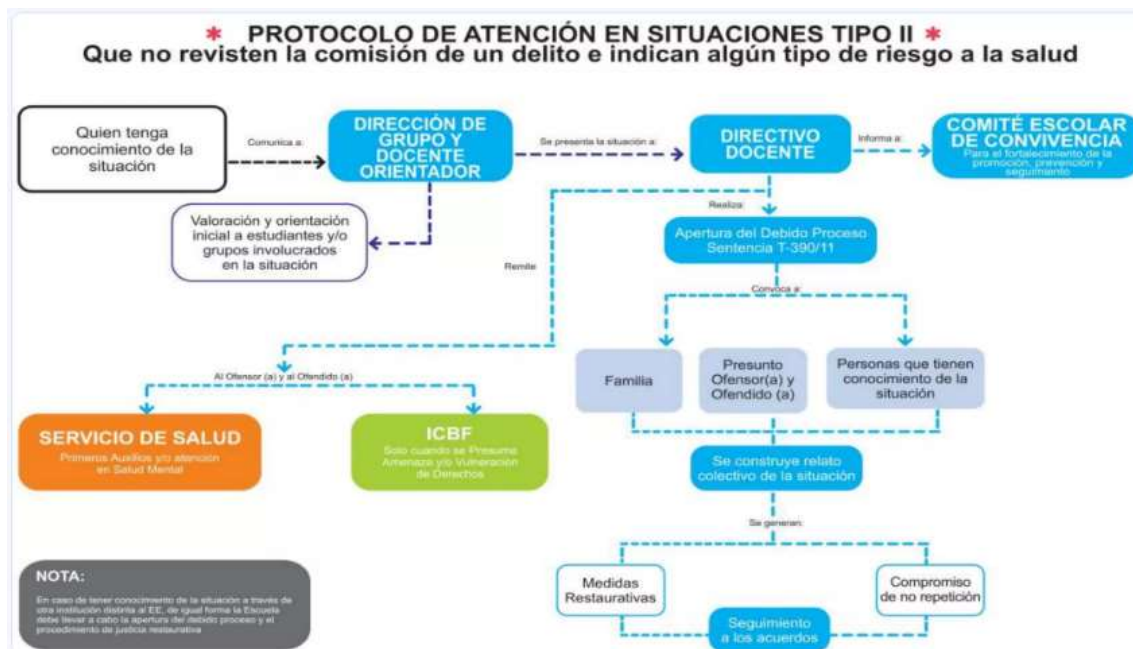 * PROTOCOLO DE ATENCIÓN EN SITUACIONES TIPO II *
Que no revisten la comisión de un delito e indican algún tipo de riesgo a la salud
Quien tenga
conocimiento de la
situación
Comunica a:
DIRECCIÓN DE
GRUPO Y
DOCENTE
ORIENTADOR
Se presenta la situación a:
DIRECTIVO
DOCENTE
Informa a:
COMITÉ ESCOLAR
DE CONVIVENCIA
Para el fortalecimiento de la
promoción, prevención y
seguimiento
Valoración y orientación
inicial a estudiantes y/o
grupos involucrados
en la situación
Remite
Realiza:
Apertura del Debido Proceso
Sentencia T-390/11
Convoca a:
Familia
Presunto
Ofensor(a) y
Ofendido (a)
Personas que tienen
conocimiento de la
situación
Al Ofensor (a) y al Ofendido (a)
SERVICIO DE SALUD
Primeros Auxilios y/o atención
en Salud Mental
ICBF
Solo cuando se Presume
Amenaza y/o Vulneración
de Derechos
Se construye relato
colectivo de la situación
Se generan:
Medidas
Restaurativas
Compromiso
de no repetición
Seguimiento
a los acuerdos
NOTA:
En caso de tener conocimiento de la situación a través de
otra institución distinta al EE, de igual forma la Escuela
debe llevar a cabo la apertura del debido proceso y el
procedimiento de justicia restaurativa